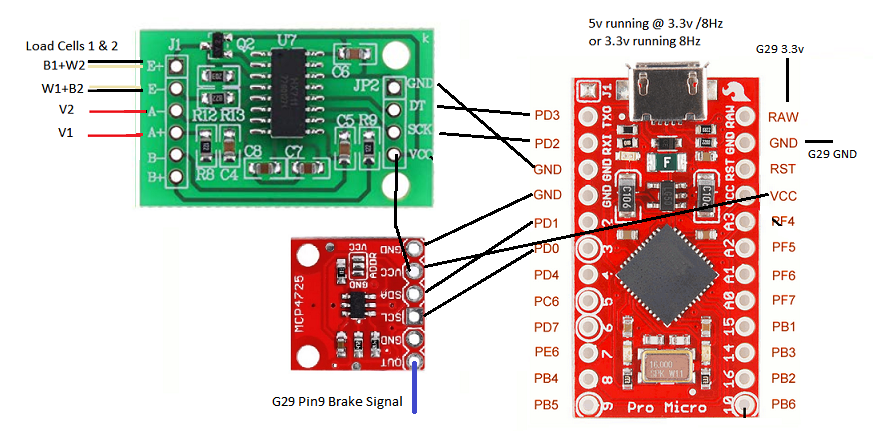 5v running @ 3.3v /8Hz
or 3.3v running 8Hz
G29 3.3v
Load Cells 1 & 2
B1+W2
W1+B2
V2
V1
J1
Q2
U7
k
C6
JP2
E+
E-
A-
A+
B-
B+
R12
R13
R8
C4
C8
C7
C5
R9
GND
DT
SCK
VCC
PD3
PD2
GND
GND
PD1
PD0
PD4
PC6
PD7
PE6
PB4
PB5
J1
TXO
RXI
GND
GND
2
3
4
5
6
7
8
9
F
C106
C106
16.000
Pro Micro
RAW
GND
RST
VCC
A3
A2
A1
A0
15
14
16
10
RAW
GND
RST
VCC
PF4
PF5
PF6
PF7
PB1
PB3
PB2
PB6
G29 GND
MCP4725
VCC
ADDR
GND
GND
VCC
SDA
SCL
GND
OUT
G29 Pin9 Brake Signal